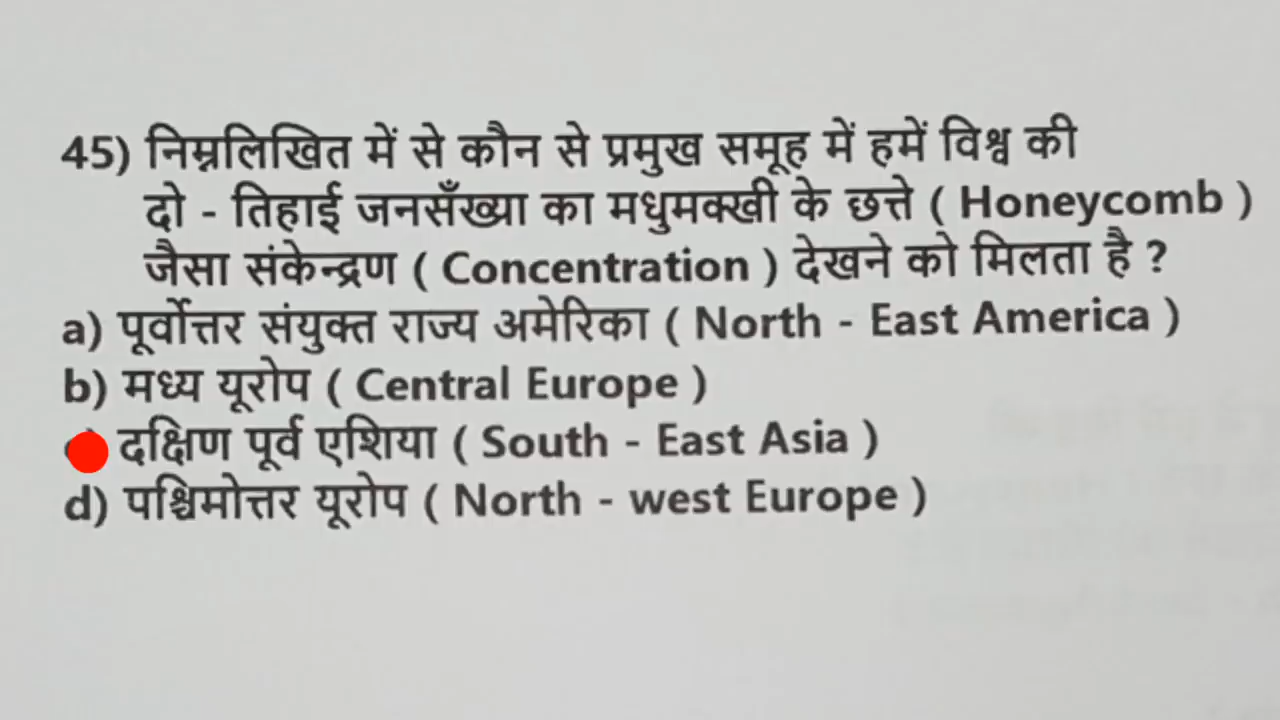 45) निम्नलिखित में से कौन से प्रमुख समूह में हमें विश्व की
दो - तिहाई जनसँख्या का मधुमक्खी के छत्ते ( Honeycomb )
जैसा संकेन्द्रण ( Concentration ) देखने को मिलता है ?
a) पूर्वोत्तर संयुक्त राज्य अमेरिका ( North - East America )
b) मध्य यूरोप ( Central Europe )
दक्षिण पूर्व एशिया ( South - East Asia )
d) पश्चिमोत्तर यूरोप ( North - west Europe )